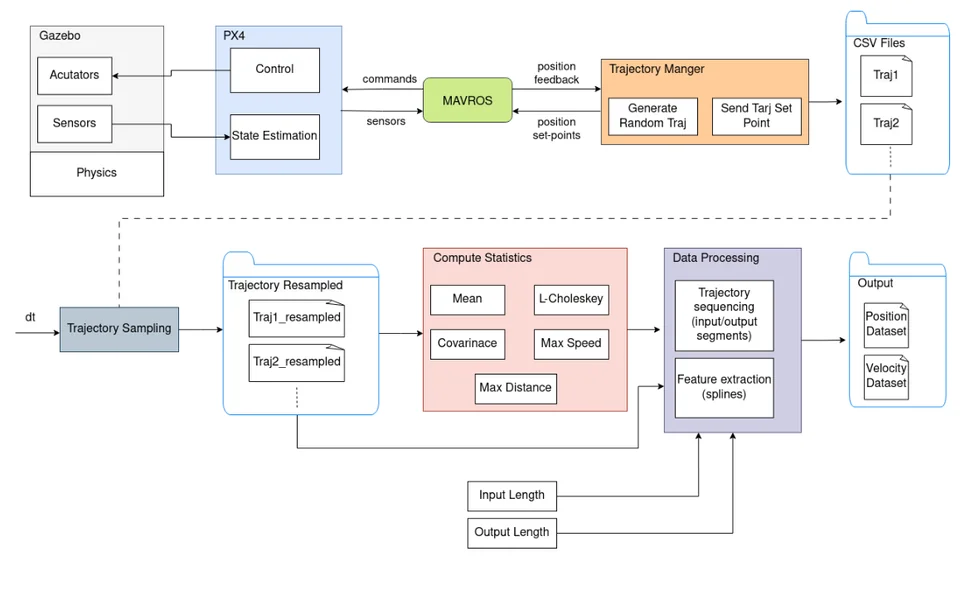 Gazebo
Acutators
Sensors
Physics
PX4
Control
State Estimation
commands
sensors
MAVROS
position
feedback
position
set-points
Trajectory Manger
Generate
Random Traj
Send Tarj Set
Point
CSV Files
Traj1
Traj2
dt
Trajectory Sampling
Trajectory Resampled
Traj1_resampled
Traj2_resampled
Compute Statistics
Mean
L-Choleskey
Covarinace
Max Speed
Max Distance
Data Processing
Trajectory
sequencing
(input/output
segments)
Feature extraction
(splines)
Output
Position
Dataset
Velocity
Dataset
Input Length
Output Length